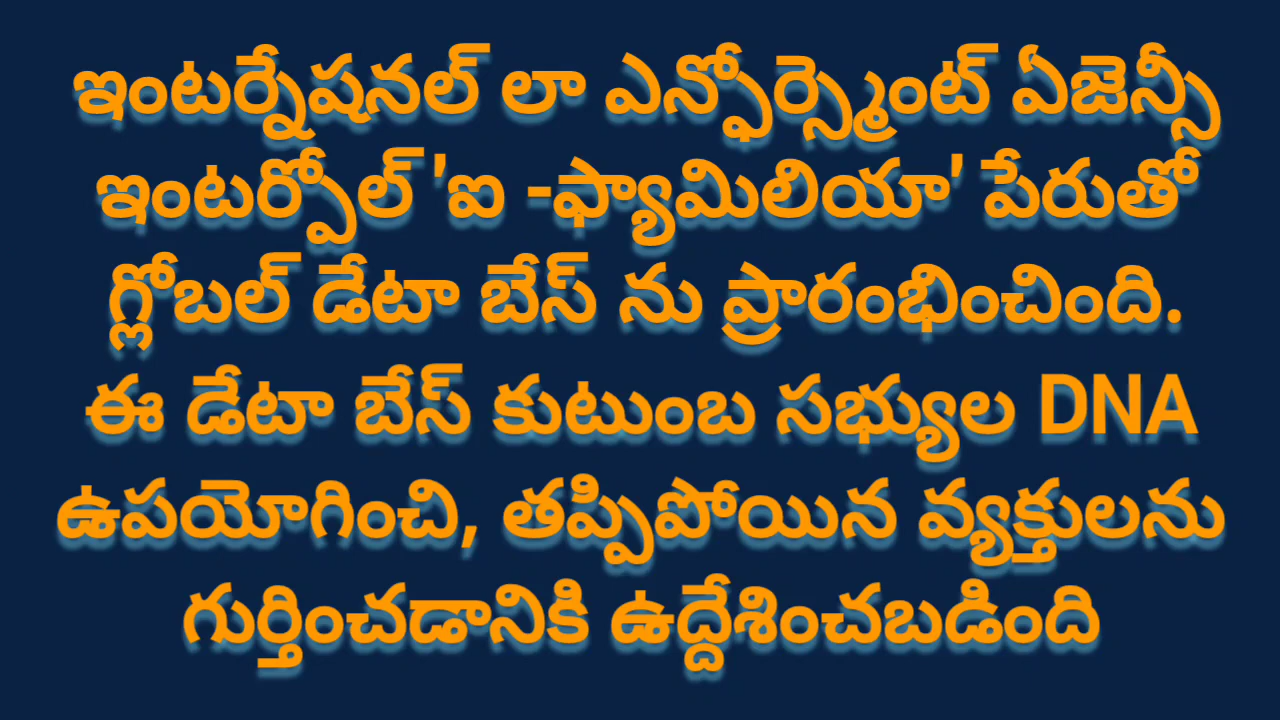 ఇంటర్నేషనల్ లా ఎన్ఫోర్స్మెంట్ ఏజెన్సీ
ఇంటర్పోల్ 'ఐ -ఫ్యామిలియా' పేరుతో
గ్లోబల్ డేటా బేస్ ను ప్రారంభించింది.
ఈ డేటా బేస్ కుటుంబ సభ్యుల DNA
ఉపయోగించి, తప్పిపోయిన వ్యక్తులను
గుర్తించడానికి ఉద్దేశించబడింది